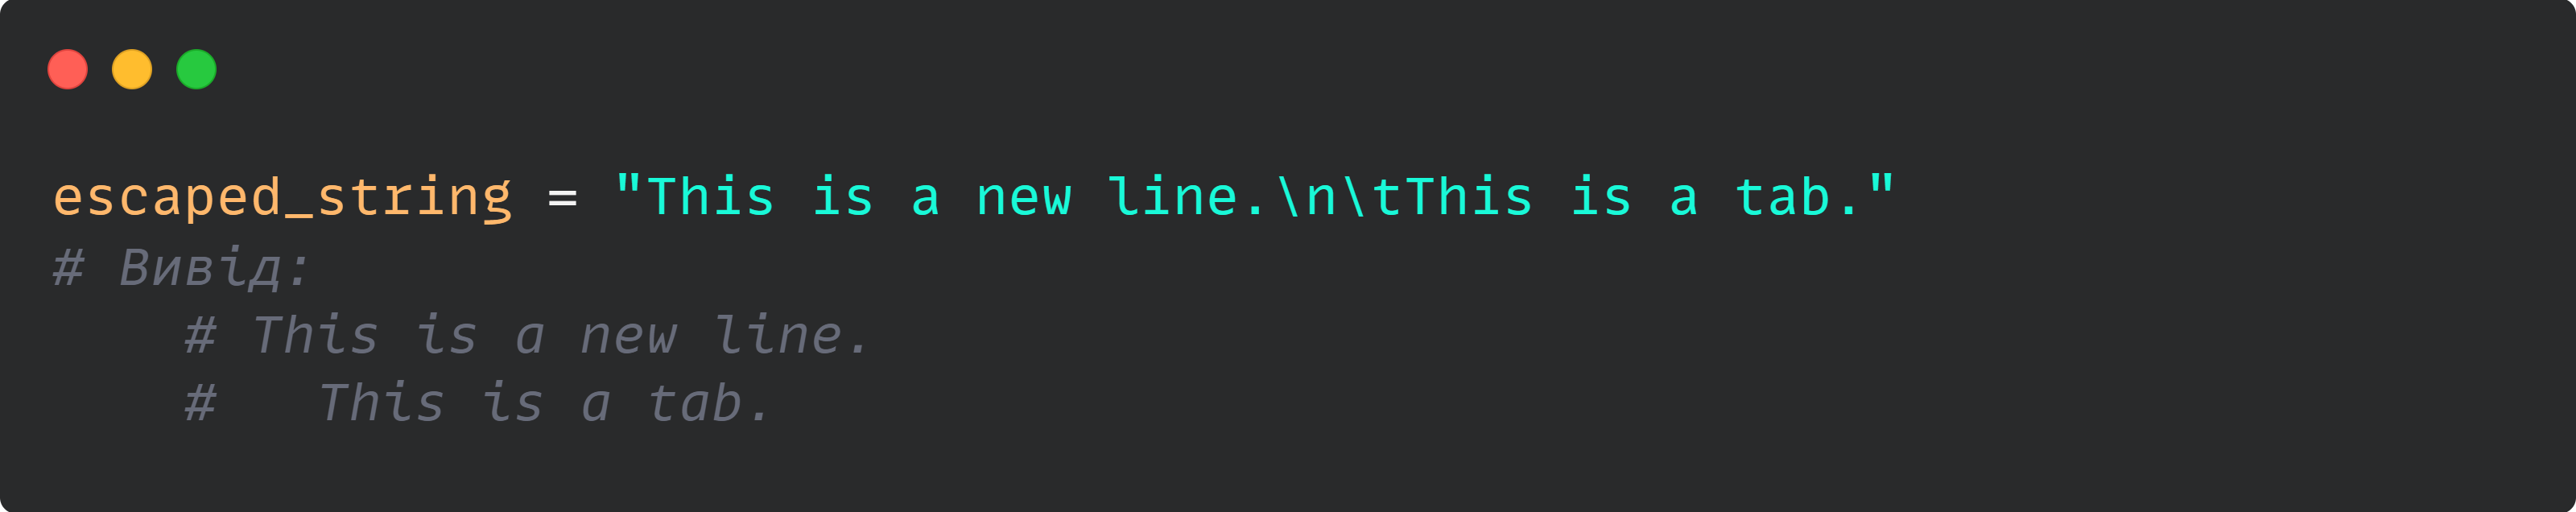 escaped_string = "This is a new line.\n\tThis is a tab."
# Вивід:
    # This is a new line.
    #   This is a tab.